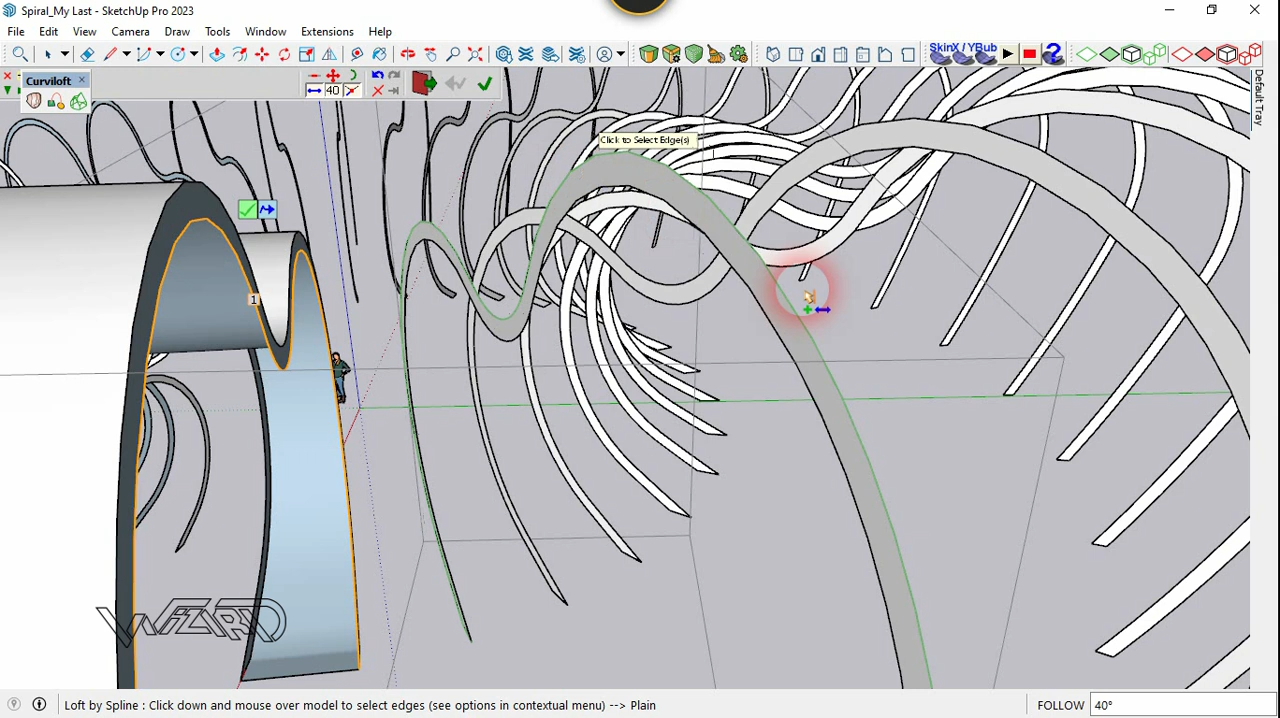 Spiral_My Last - SketchUp Pro 2023
File Edit View Camera Draw Tools Window Extensions Help
SkinX / YBub
Curviloft
40
Default Tray
Click to Select Edge(s)
1
Loft by Spline : Click down and mouse over model to select edges (see options in contextual menu) --> Plain
FOLLOW 40°